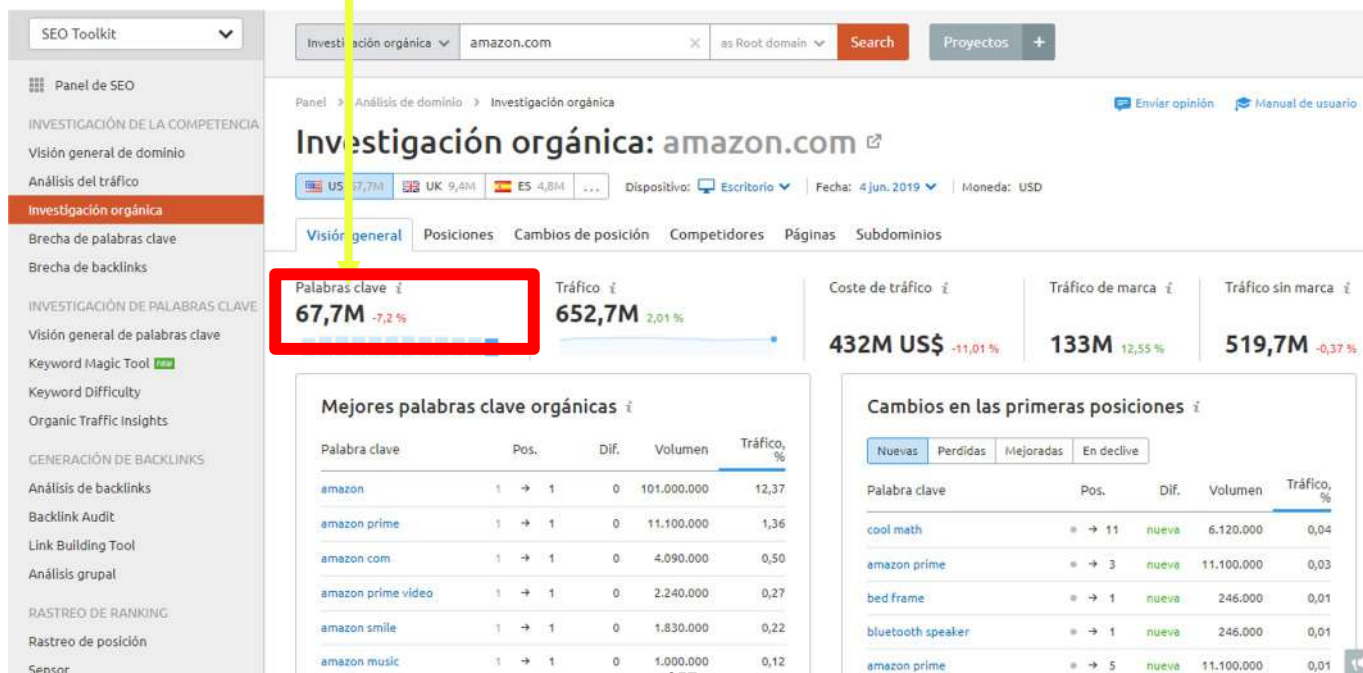 SEO Toolkit
Investigación orgánica amazon.com × as Root domain Search Proyectos +
Panel de SEO
Panel > Análisis de dominio > Investigación orgánica Enviar opinión Manual de usuario
INVESTIGACIÓN DE LA COMPETENCIA
Visión general de dominio
Análisis del tráfico
Investigación orgánica
Brecha de palabras clave
Brecha de backlinks
INVESTIGACIÓN DE PALABRAS CLAVE
Visión general de palabras clave
Keyword Magic Tool new
Keyword Difficulty
Organic Traffic Insights
GENERACIÓN DE BACKLINKS
Análisis de backlinks
Backlink Audit
Link Building Tool
Análisis grupal
RASTREO DE RANKING
Rastreo de posición
Sensor
Investigación orgánica: amazon.com
US 67,7M UK 9,4M ES 4,8M ... Dispositivo: Escritorio Fecha: 4 jun. 2019 Moneda: USD
Visión general Posiciones Cambios de posición Competidores Páginas Subdominios
Palabras clave i Tráfico i Coste de tráfico i Tráfico de marca i Tráfico sin marca i
67,7M -7,2 % 652,7M 2,01 % 432M US$ -11,01 % 133M 12,55 % 519,7M -0,37 %
Mejores palabras clave orgánicas i
Palabra clave Pos. Dif. Volumen Tráfico, %
amazon 1 → 1 0 101.000.000 12,37
amazon prime 1 → 1 0 11.100.000 1,36
amazon com 1 → 1 0 4.090.000 0,50
amazon prime video 1 → 1 0 2.240.000 0,27
amazon smile 1 → 1 0 1.830.000 0,22
amazon music 1 → 1 0 1.000.000 0,12
Cambios en las primeras posiciones i
Nuevas Perdidas Mejoradas En declive
Palabra clave Pos. Dif. Volumen Tráfico, %
cool math → 11 nueva 6.120.000 0,04
amazon prime → 3 nueva 11.100.000 0,03
bed frame → 1 nueva 246.000 0,01
bluetooth speaker → 1 nueva 246.000 0,01
amazon prime → 5 nueva 11.100.000 0,01